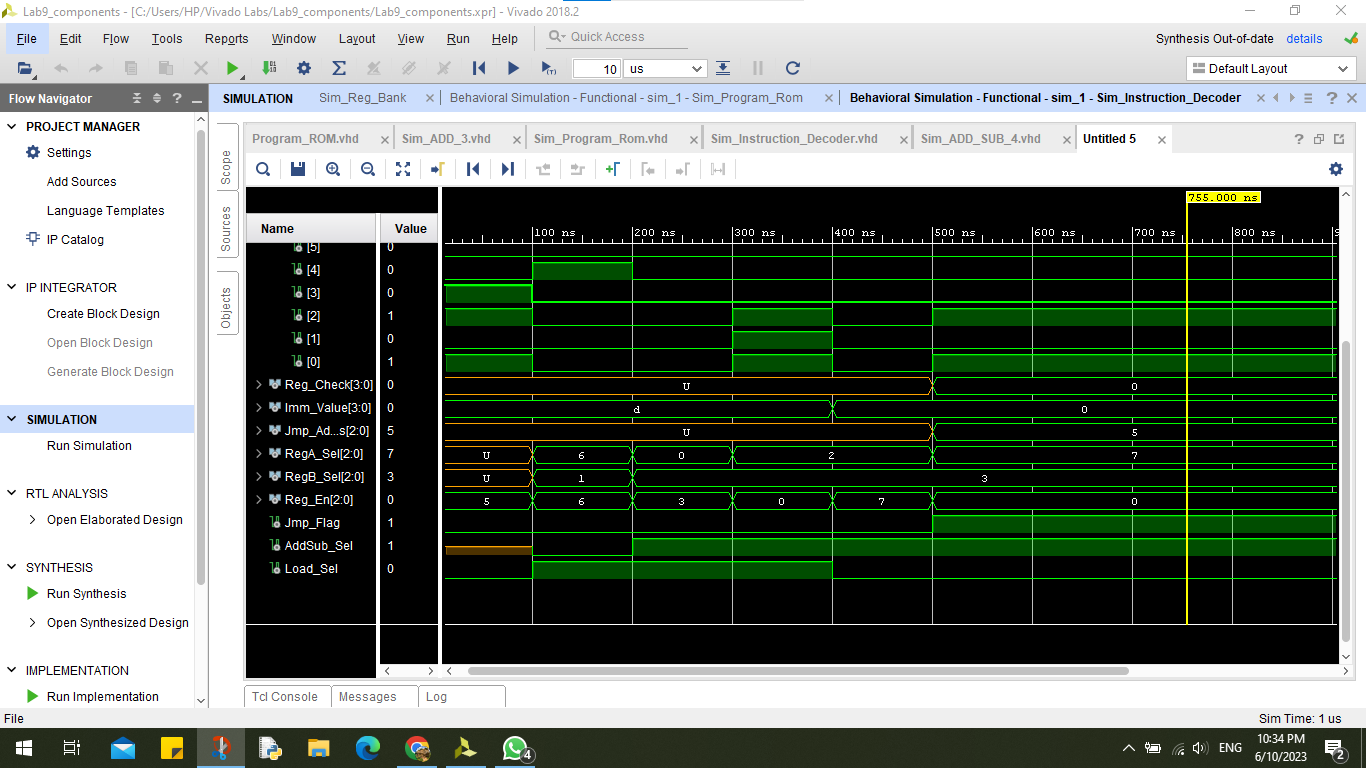 Lab9_components - [C:/Users/HP/Vivado Labs/Lab9_components/Lab9_components.xpr] - Vivado 2018.2
File Edit Flow Tools Reports Window Layout View Run Help Quick Access
Synthesis Out-of-date details
10 us Default Layout
Flow Navigator
SIMULATION Sim_Reg_Bank Behavioral Simulation - Functional - sim_1 - Sim_Program_Rom Behavioral Simulation - Functional - sim_1 - Sim_Instruction_Decoder
PROJECT MANAGER
Settings
Add Sources
Language Templates
IP Catalog
IP INTEGRATOR
Create Block Design
Open Block Design
Generate Block Design
SIMULATION
Run Simulation
RTL ANALYSIS
Open Elaborated Design
SYNTHESIS
Run Synthesis
Open Synthesized Design
IMPLEMENTATION
Run Implementation
Scope
Sources
Objects
Program_ROM.vhd Sim_ADD_3.vhd Sim_Program_Rom.vhd Sim_Instruction_Decoder.vhd Sim_ADD_SUB_4.vhd Untitled 5
755.000 ns
Name Value
100 ns 200 ns 300 ns 400 ns 500 ns 600 ns 700 ns 800 ns
[5] 0
[4] 0
[3] 0
[2] 1
[1] 0
[0] 1
Reg_Check[3:0] 0 U 0
Imm_Value[3:0] 0 d 0
Jmp_Ad...s[2:0] 5 U 5
RegA_Sel[2:0] 7 U 6 0 2 7
RegB_Sel[2:0] 3 U 1 3
Reg_En[2:0] 0 5 6 3 0 7 0
Jmp_Flag 1
AddSub_Sel 1
Load_Sel 0
Tcl Console Messages Log
File Sim Time: 1 us
4
ENG
10:34 PM
6/10/2023
2